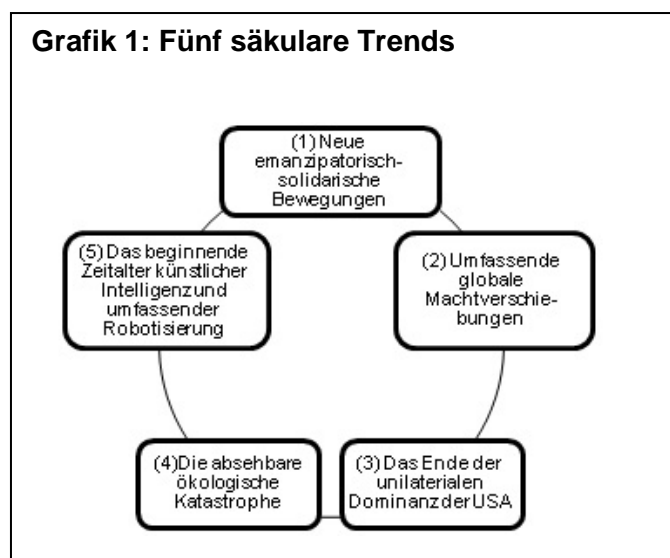 Grafik 1: Fünf säkulare Trends
(1) Neue
emanzipatorisch-
solidarische
Bewegungen
(2) Umfassende
globale
Machtverschie-
bungen
(3) Das Ende der
unilateralen
Dominanz der USA
(4)Die absehbare
ökologische
Katastrophe
(5) Das beginnende
Zeitalter künstlicher
Intelligenz und
umfassender
Robotisierung